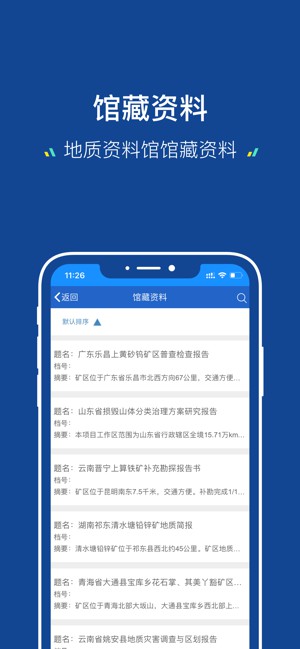 馆藏资料
地质资料馆馆藏资料
11:26
返回
馆藏资料
默认排序
题名：广东乐昌上黄砂钨矿区普查检查报告
档号：
摘要：矿区位于广东省乐昌市北西方向67公里，交通方便...
题名：山东省损毁山体分类治理方案研究报告
档号：
摘要：本项目工作区范围为山东省行政辖区全境15.71万km...
题名：云南晋宁上算铁矿补充勘探报告书
档号：
摘要：矿区位于昆明南东7.5千米，交通方便。补勘完成1/1...
题名：湖南祁东清水塘铅锌矿地质简报
档号：
摘要：清水塘铅锌矿位于祁东县西北约45公里。矿区地质...
题名：青海省大通县宝库乡花石掌、其美丫豁矿区...
档号：
摘要：矿区位于青海北部大坂山，大通县宝库乡西北部上...
题名：云南省姚安县地质灾害调查与区划报告